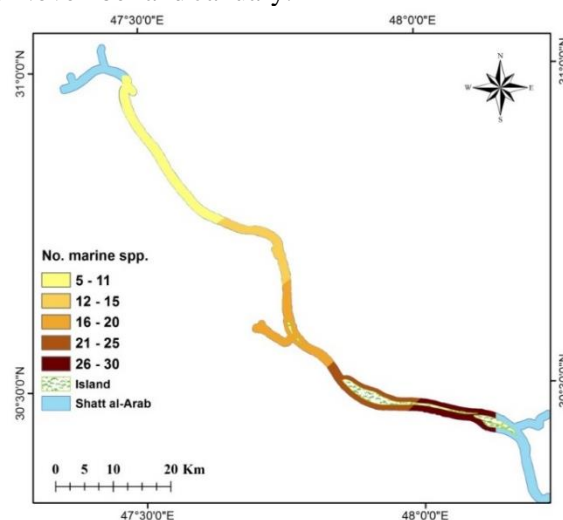 47°30'0"E 48°0'0"E
31°0'0"N
31°0'0"N
N
W E
S
No. marine spp.
5 - 11
12 - 15
16 - 20
21 - 25
26 - 30
Island
Shatt al-Arab
30°30'0"N
30°30'0"N
0 5 10 20 Km
47°30'0"E 48°0'0"E